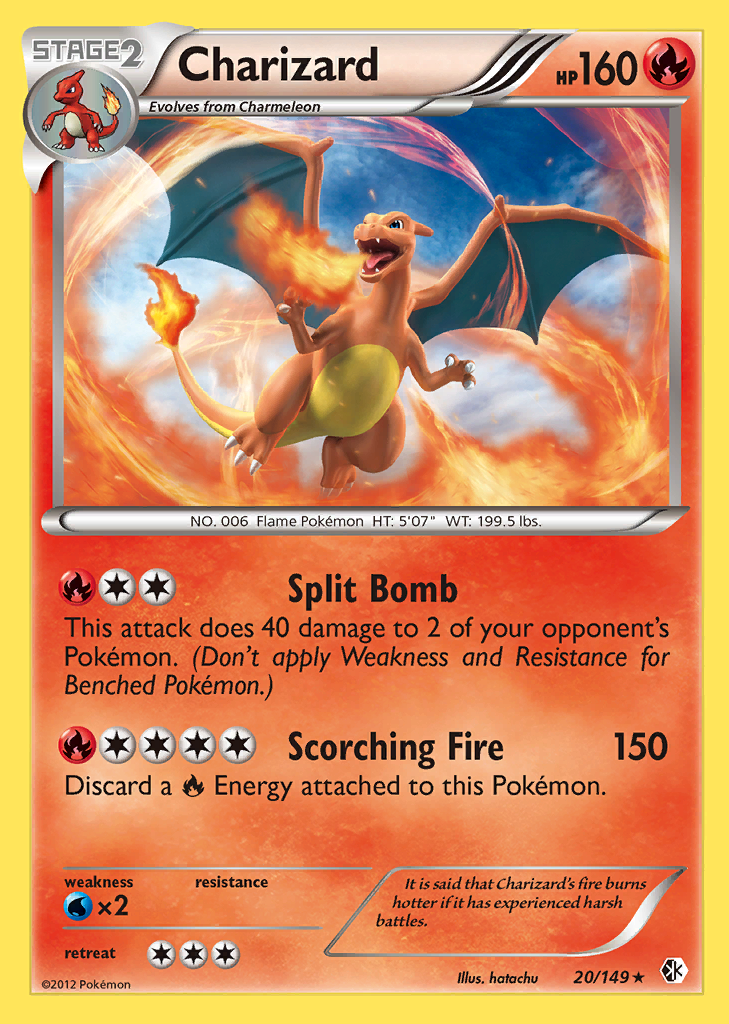 STAGE2
Charizard
HP160
Evolves from Charmeleon
NO. 006 Flame Pokémon HT: 5'07" WT: 199.5 lbs.
Split Bomb
This attack does 40 damage to 2 of your opponent's
Pokémon. (Don't apply Weakness and Resistance for
Benched Pokémon.)
Scorching Fire 150
Discard a Energy attached to this Pokémon.
weakness resistance
×2
It is said that Charizard's fire burns
hotter if it has experienced harsh
battles.
retreat
©2012 Pokémon
Illus. hatachu 20/149★